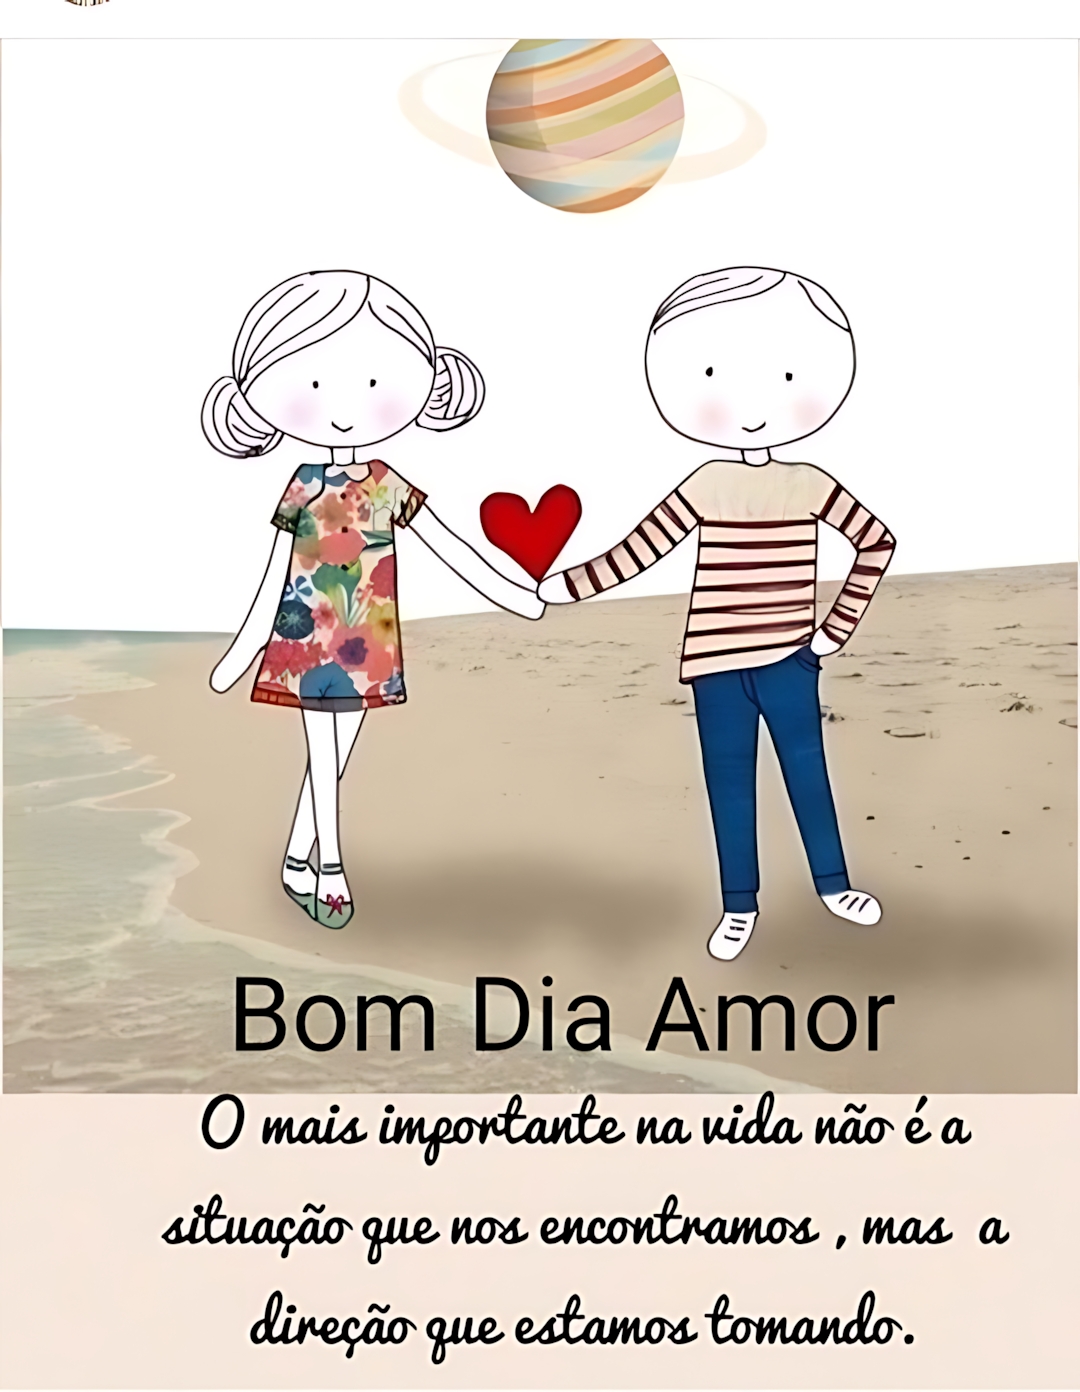 Bom Dia Amor
O mais importante na vida não é a
situação que nos encontramos , mas a
direção que estamos tomando.